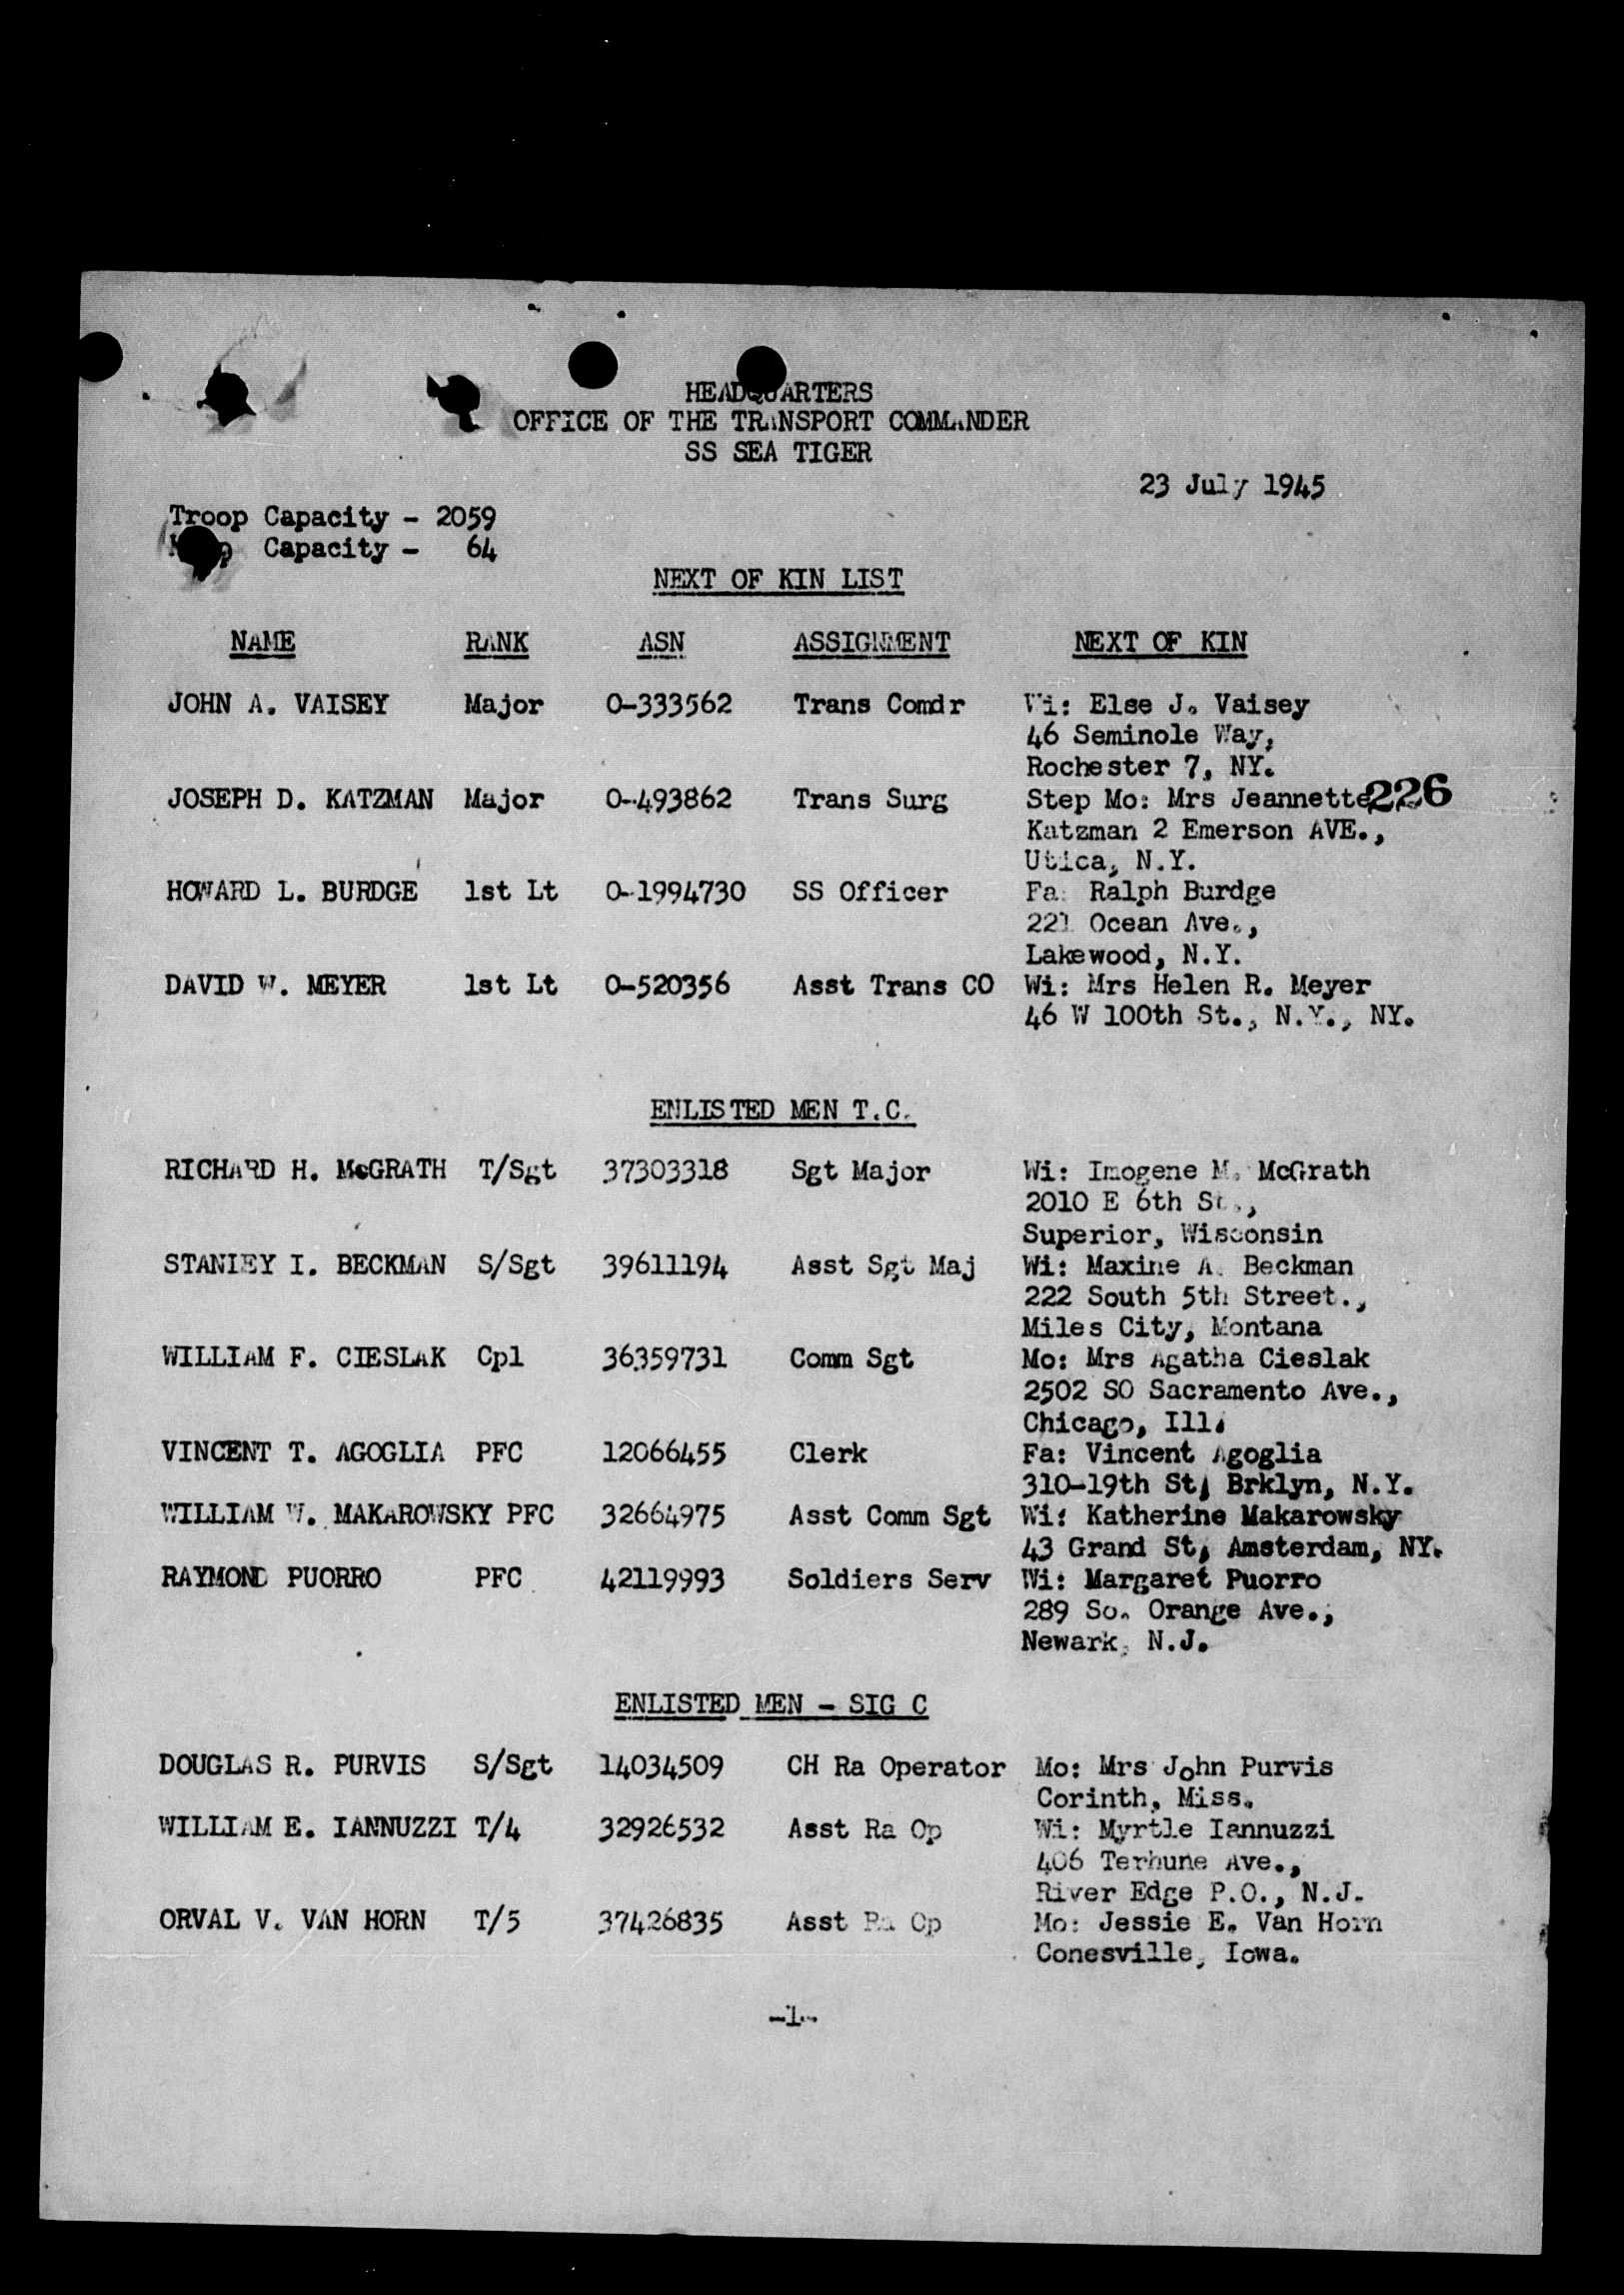 HEADQUARTERS
OFFICE OF THE TRANSPORT COMMANDER
SS SEA TIGER
23 July 1945
Troop Capacity - 2059
Capacity - 64
NEXT OF KIN LIST
NAME RANK ASN ASSIGNMENT NEXT OF KIN
JOHN A. VAISEY Major O-333562 Trans Comdr Wi: Else J. Vaisey
46 Seminole Way,
Rochester 7, NY.
JOSEPH D. KATZMAN Major O-493862 Trans Surg Step Mo: Mrs Jeannette 226
Katzman 2 Emerson AVE.,
Utica, N.Y.
HOWARD L. BURDGE 1st Lt O-1994730 SS Officer Fa: Ralph Burdge
221 Ocean Ave.,
Lakewood, N.Y.
DAVID W. MEYER 1st Lt O-520356 Asst Trans CO Wi: Mrs Helen R. Meyer
46 W 100th St., N.Y., NY.
ENLISTED MEN T.C.
RICHARD H. McGRATH T/Sgt 37303318 Sgt Major Wi: Imogene M. McGrath
2010 E 6th St.,
Superior, Wisconsin
STANLEY I. BECKMAN S/Sgt 39611194 Asst Sgt Maj Wi: Maxine A. Beckman
222 South 5th Street.,
Miles City, Montana
WILLIAM F. CIESLAK Cpl 36359731 Comm Sgt Mo: Mrs Agatha Cieslak
2502 SO Sacramento Ave.,
Chicago, Ill.
VINCENT T. AGOGLIA PFC 12066455 Clerk Fa: Vincent Agoglia
310-19th St, Brklyn, N.Y.
WILLIAM W. MAKAROWSKY PFC 32664975 Asst Comm Sgt Wi: Katherine Makarowsky
43 Grand St, Amsterdam, NY.
RAYMOND PUORRO PFC 42119993 Soldiers Serv Wi: Margaret Puorro
289 So. Orange Ave.,
Newark, N.J.
ENLISTED MEN - SIG C
DOUGLAS R. PURVIS S/Sgt 14034509 CH Ra Operator Mo: Mrs John Purvis
Corinth, Miss.
WILLIAM E. IANNUZZI T/4 32926532 Asst Ra Op Wi: Myrtle Iannuzzi
406 Terhune Ave.,
River Edge P.O., N.J.
ORVAL V. VAN HORN T/5 37426835 Asst Ra Op Mo: Jessie E. Van Horn
Conesville, Iowa.
-1-